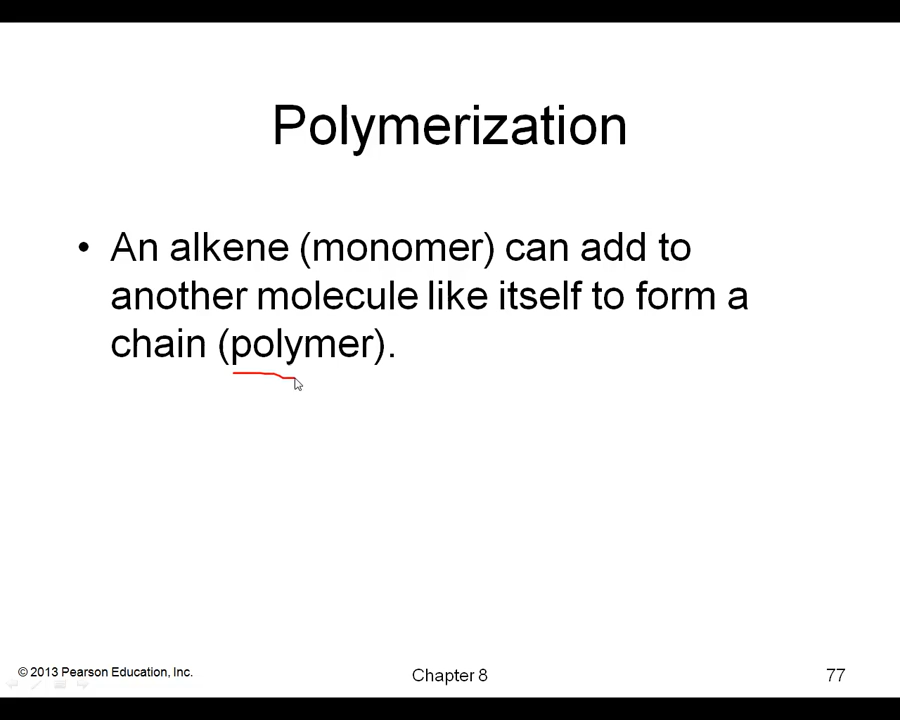 Polymerization
• An alkene (monomer) can add to
another molecule like itself to form a
chain (polymer).
© 2013 Pearson Education, Inc.
Chapter 8
77